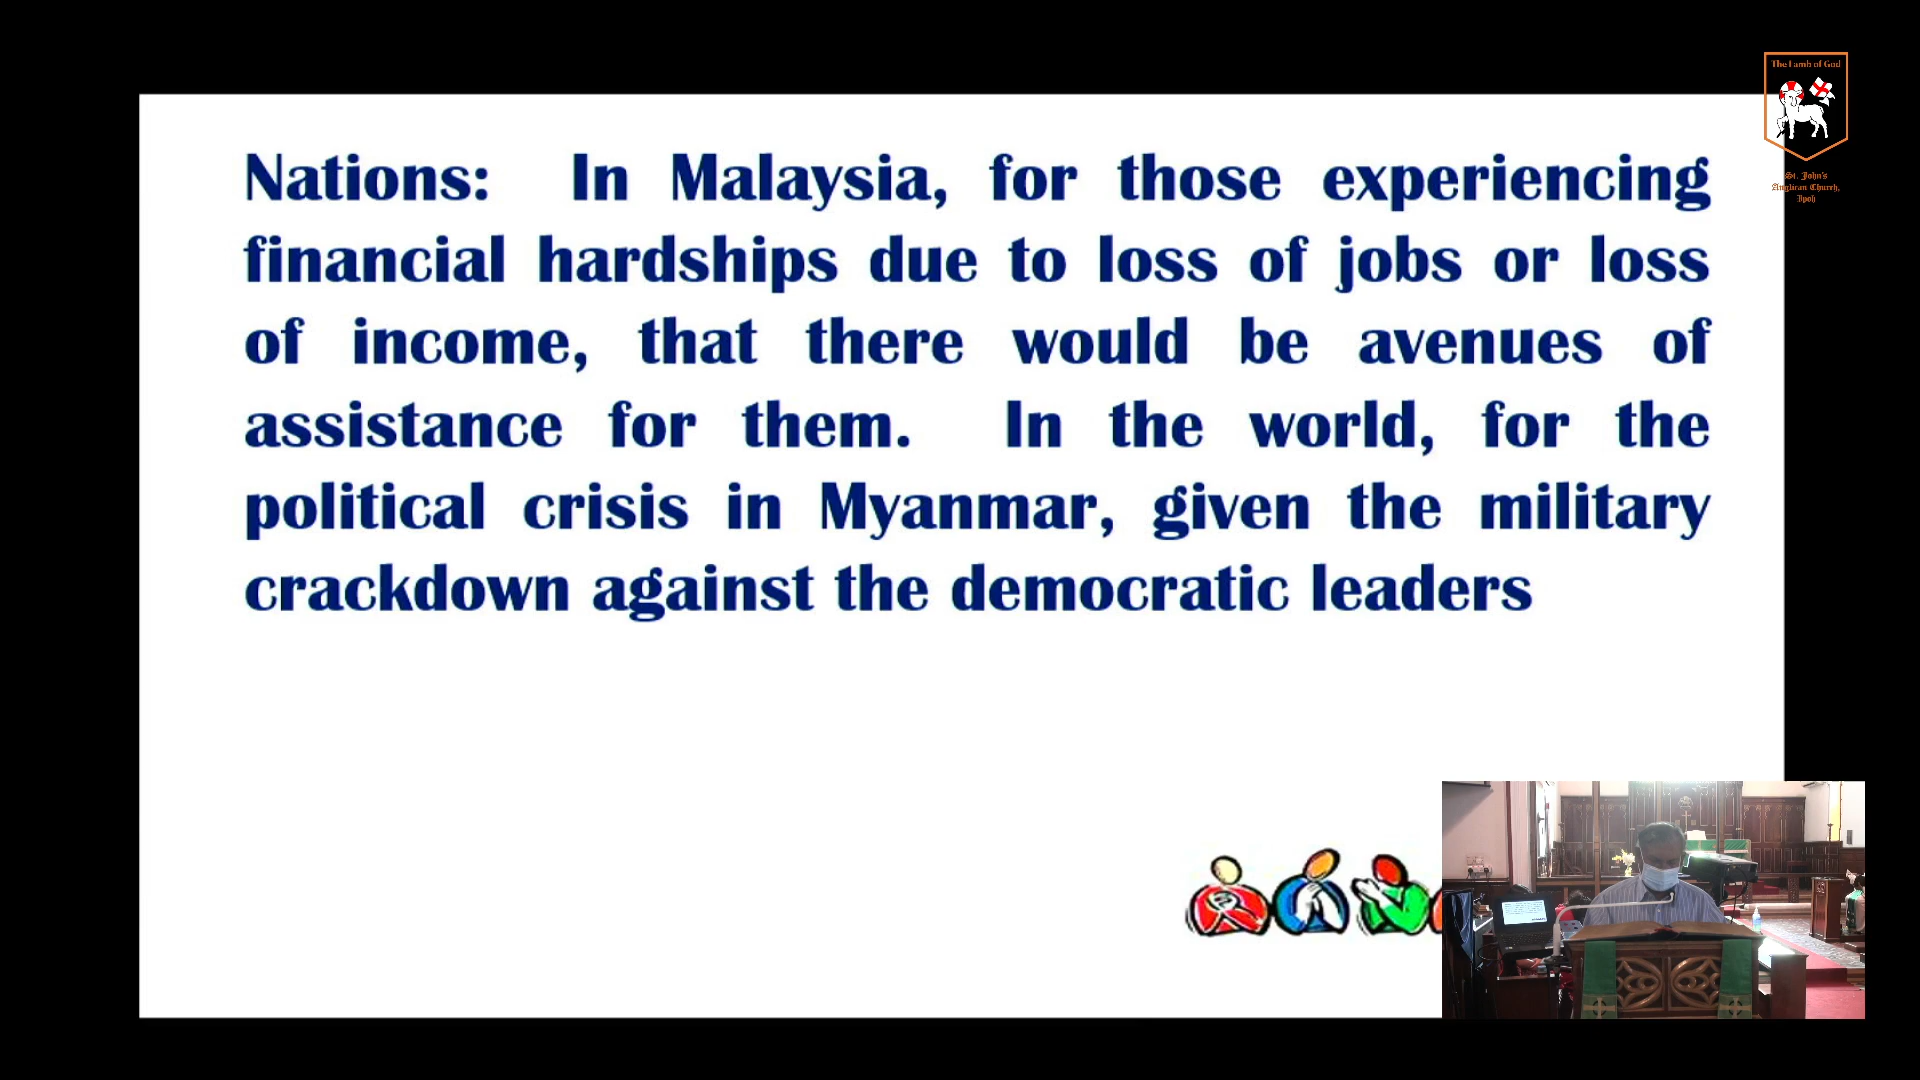 The Lamb of God
St. John's
Anglican Church,
Ipoh
Nations: In Malaysia, for those experiencing
financial hardships due to loss of jobs or loss
of income, that there would be avenues of
assistance for them. In the world, for the
political crisis in Myanmar, given the military
crackdown against the democratic leaders